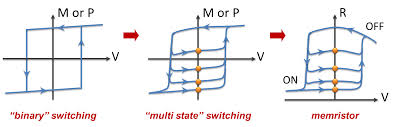 M or P
V
"binary" switching
M or P
V
"multi state" switching
R
OFF
ON
V
memristor